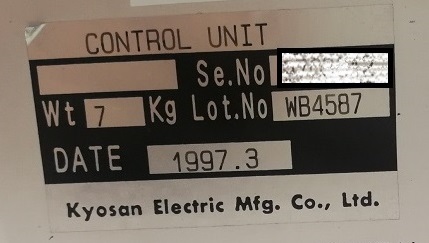 CONTROL UNIT
Se.No
Wt 7 Kg Lot.No WB4587
DATE 1997.3
Kyosan Electric Mfg. Co., Ltd.